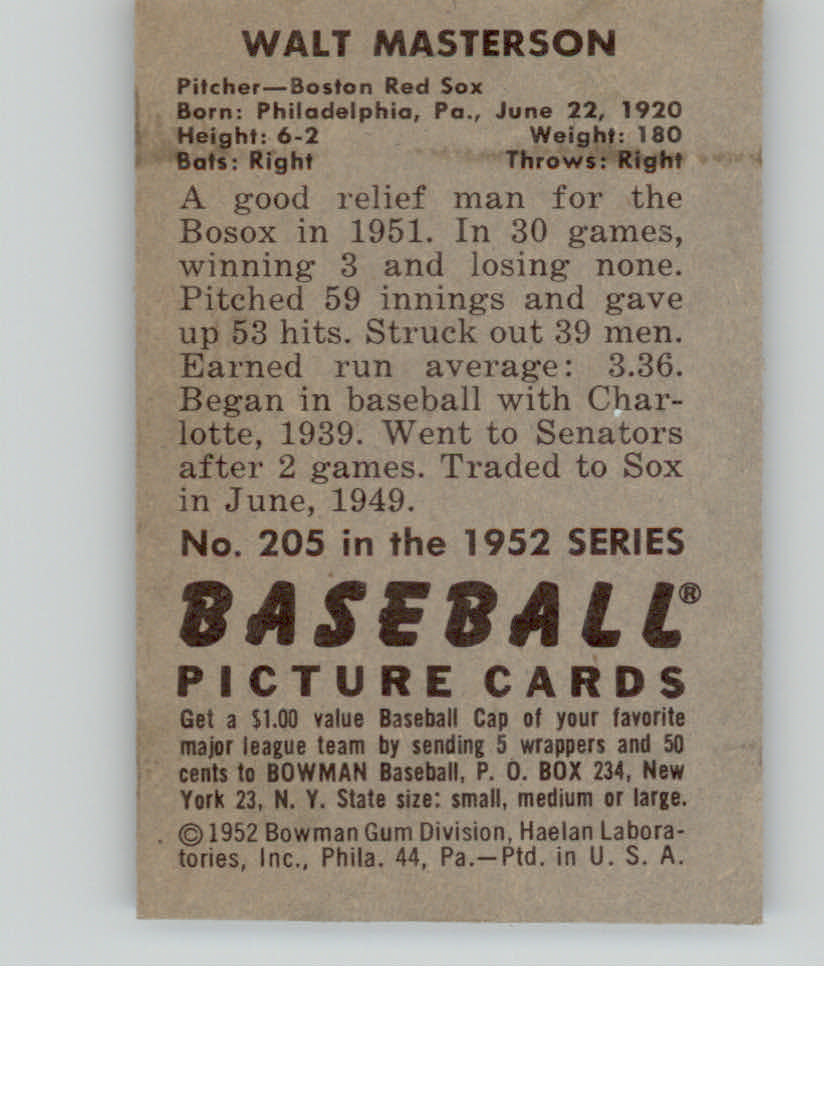 WALT MASTERSON
Pitcher—Boston Red Sox
Born: Philadelphia, Pa., June 22, 1920
Height: 6-2 Weight: 180
Bats: Right Throws: Right
A good relief man for the
Bosox in 1951. In 30 games,
winning 3 and losing none.
Pitched 59 innings and gave
up 53 hits. Struck out 39 men.
Earned run average: 3.36.
Began in baseball with Char-
lotte, 1939. Went to Senators
after 2 games. Traded to Sox
in June, 1949.
No. 205 in the 1952 SERIES
BASEBALL®
PICTURE CARDS
Get a $1.00 value Baseball Cap of your favorite
major league team by sending 5 wrappers and 50
cents to BOWMAN Baseball, P. O. BOX 234, New
York 23, N. Y. State size: small, medium or large.
©1952 Bowman Gum Division, Haelan Labora-
tories, Inc., Phila. 44, Pa.—Ptd. in U. S. A.